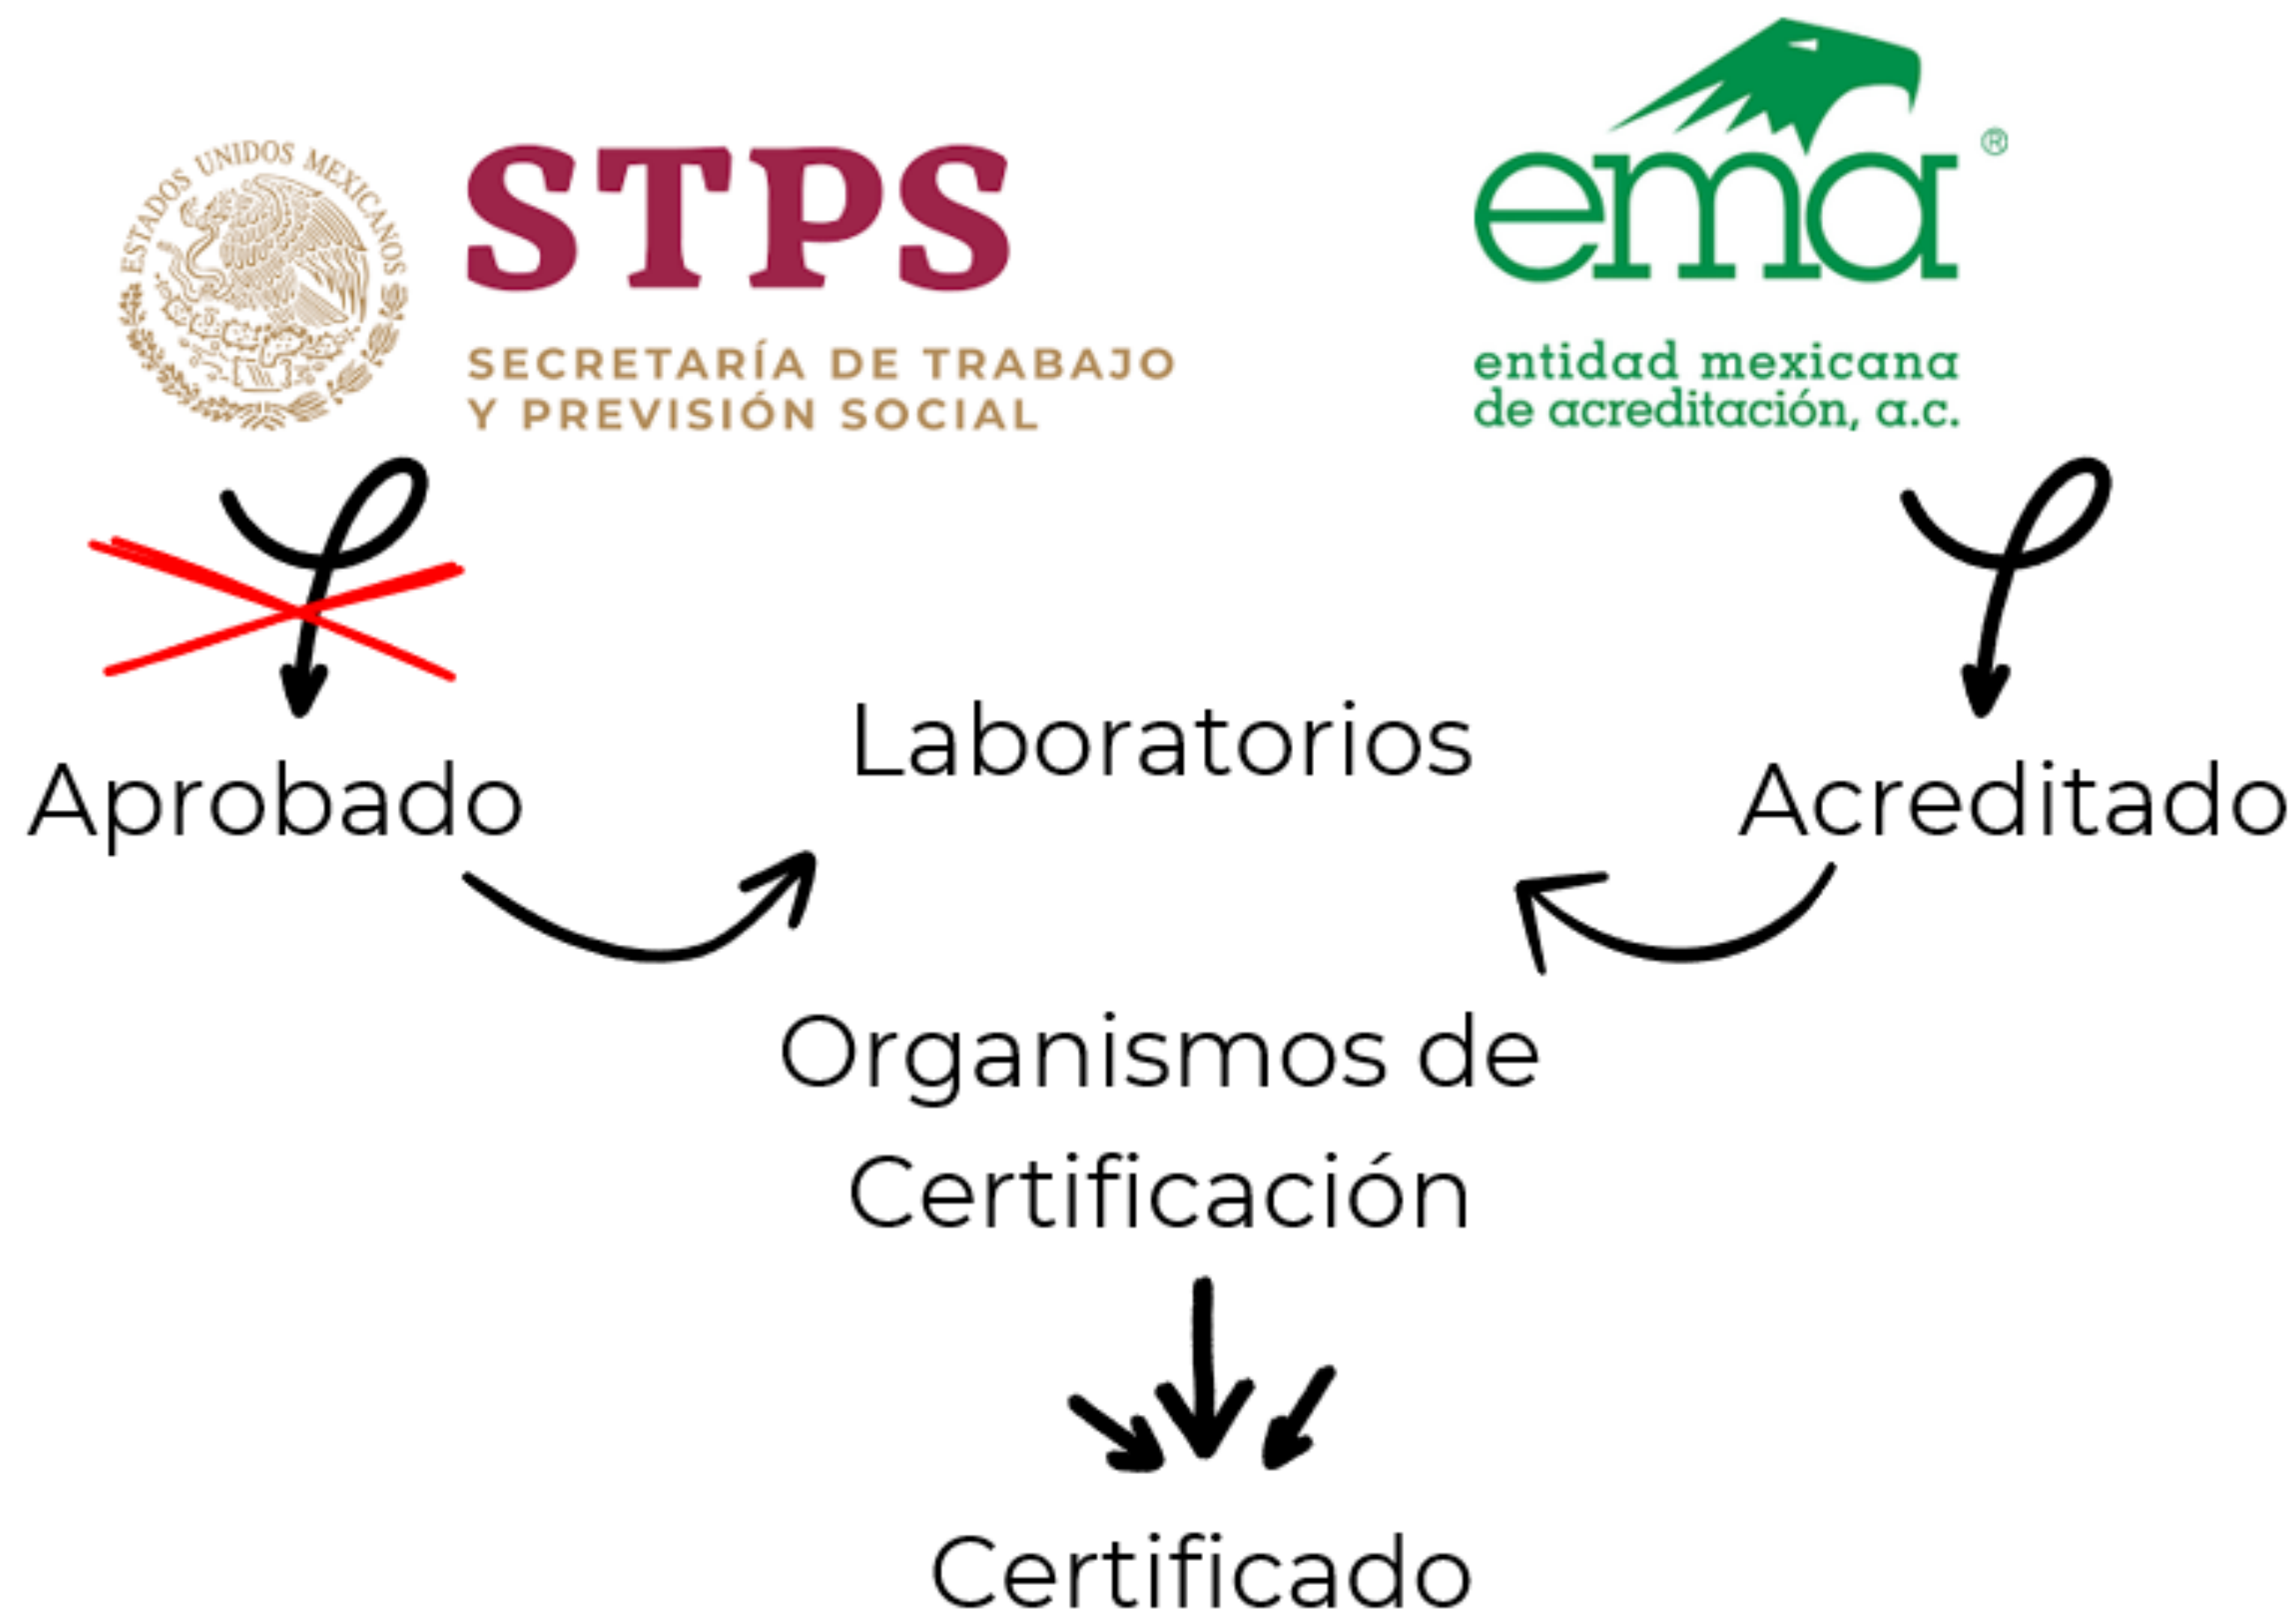 ESTADOS UNIDOS MEXICANOS
STPS
SECRETARÍA DE TRABAJO
Y PREVISIÓN SOCIAL
ema ®
entidad mexicana
de acreditación, a.c.
Aprobado
Laboratorios
Acreditado
Organismos de
Certificación
Certificado